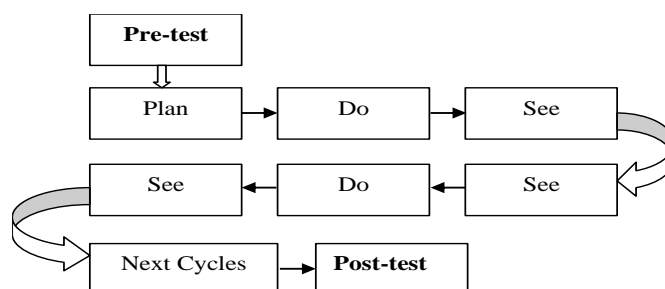 Pre-test
Plan
Do
See
See
Do
See
Next Cycles
Post-test